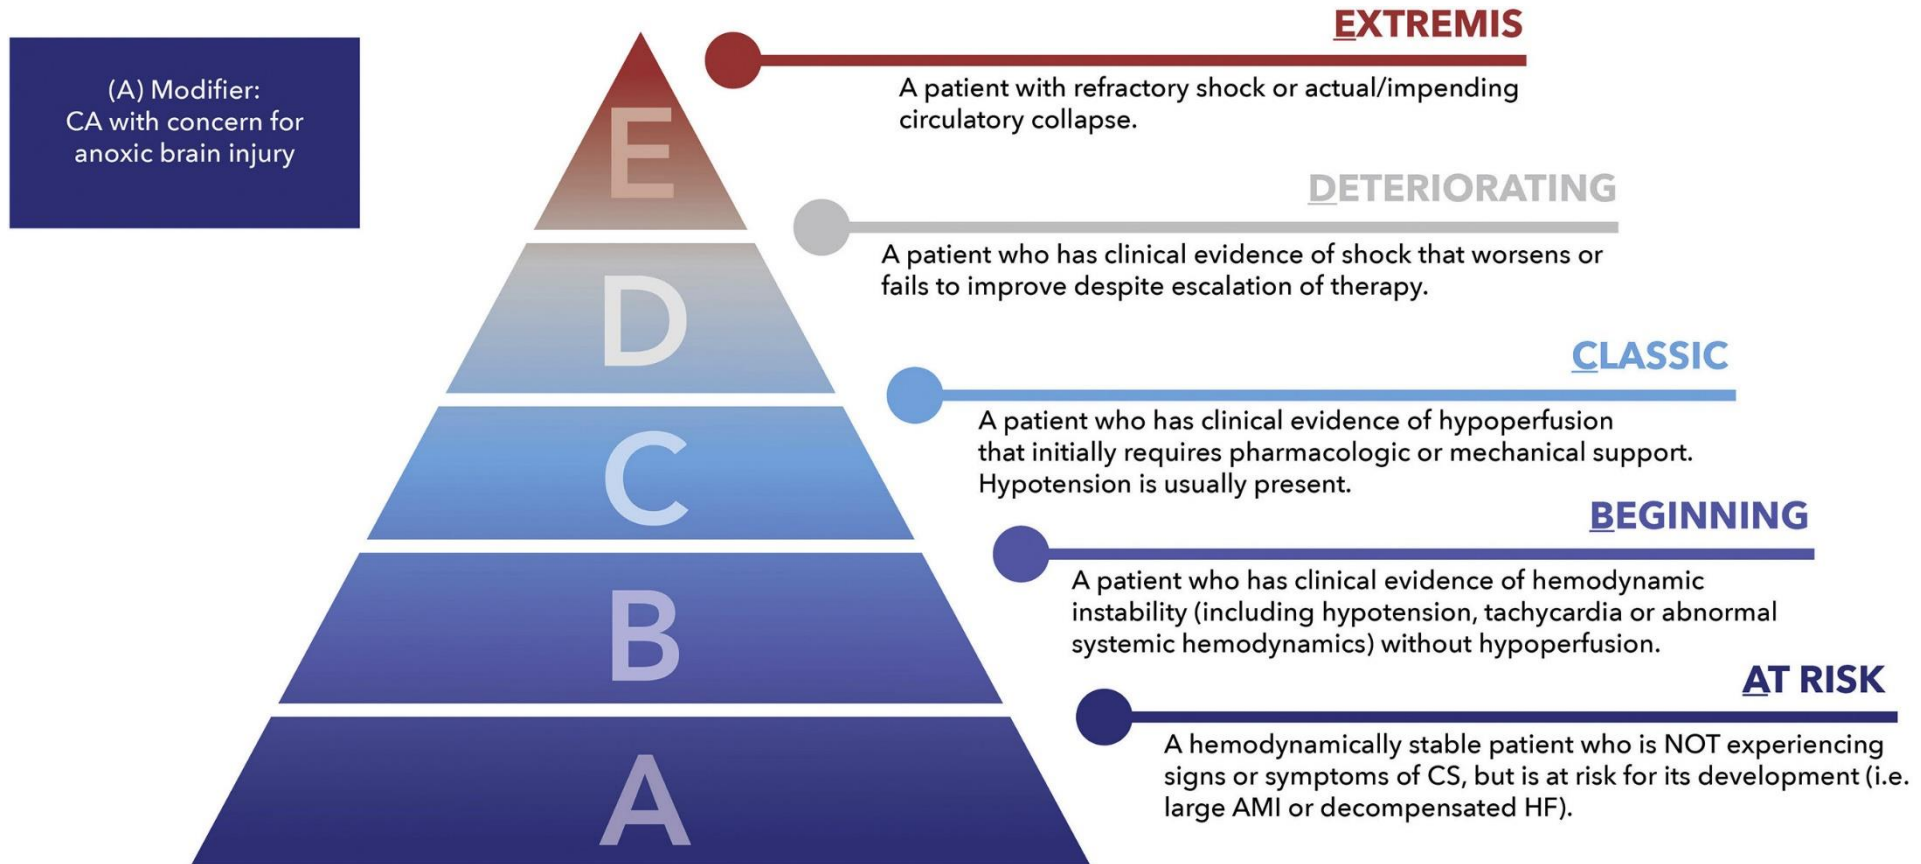 (A) Modifier:
CA with concern for
anoxic brain injury
E
D
C
B
A
EXTREMIS
A patient with refractory shock or actual/impending
circulatory collapse.
DETERIORATING
A patient who has clinical evidence of shock that worsens or
fails to improve despite escalation of therapy.
CLASSIC
A patient who has clinical evidence of hypoperfusion
that initially requires pharmacologic or mechanical support.
Hypotension is usually present.
BEGINNING
A patient who has clinical evidence of hemodynamic
instability (including hypotension, tachycardia or abnormal
systemic hemodynamics) without hypoperfusion.
AT RISK
A hemodynamically stable patient who is NOT experiencing
signs or symptoms of CS, but is at risk for its development (i.e.
large AMI or decompensated HF).